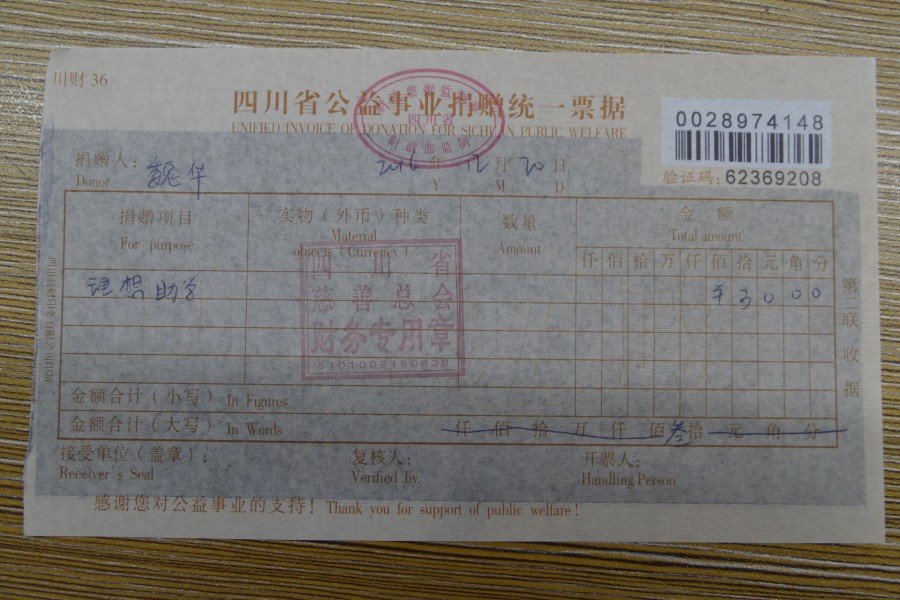 川财 36
四川省公益事业捐赠统一票据
UNIFIED INVOICE OF DONATION FOR SICHUAN PUBLIC WELFARE
0028974148
验证码: 62369208
捐赠人: 魏华 2016 年 12 月 20 日
Donor Y M D
捐赠项目 实物（外币）种类 数量 金额
For purpose Material objects (Currency) Amount Total amount
仟 佰 拾 万 仟 佰 拾 元 角 分
理想助学 ¥ 3 0 0 0
四川省
慈善总会
财务专用章
金额合计（小写） In Figures
金额合计（大写） In Words 仟 佰 拾 万 仟 佰 叁拾 元 角 分
接受单位（盖章）: 复核人: 开票人:
Receiver's Seal Verified by Handling Person
感谢您对公益事业的支持! Thank you for support of public welfare!
第二联 收据